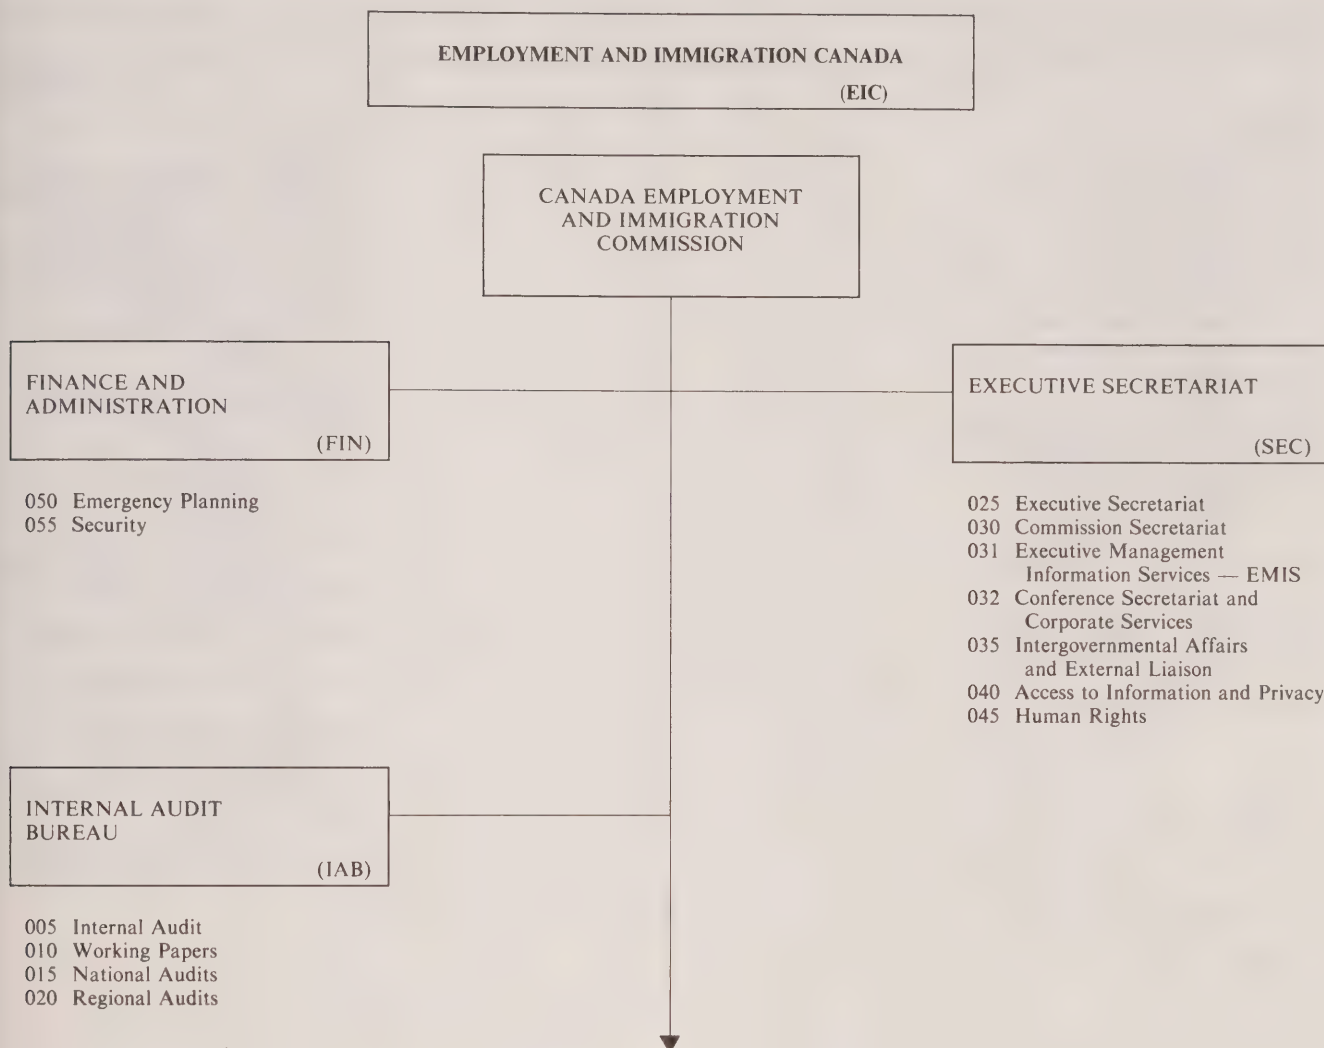 EMPLOYMENT AND IMMIGRATION CANADA
(EIC)
CANADA EMPLOYMENT
AND IMMIGRATION
COMMISSION
FINANCE AND
ADMINISTRATION
(FIN)
050 Emergency Planning
055 Security
EXECUTIVE SECRETARIAT
(SEC)
025 Executive Secretariat
030 Commission Secretariat
031 Executive Management
Information Services — EMIS
032 Conference Secretariat and
Corporate Services
035 Intergovernmental Affairs
and External Liaison
040 Access to Information and Privacy
045 Human Rights
INTERNAL AUDIT
BUREAU
(IAB)
005 Internal Audit
010 Working Papers
015 National Audits
020 Regional Audits